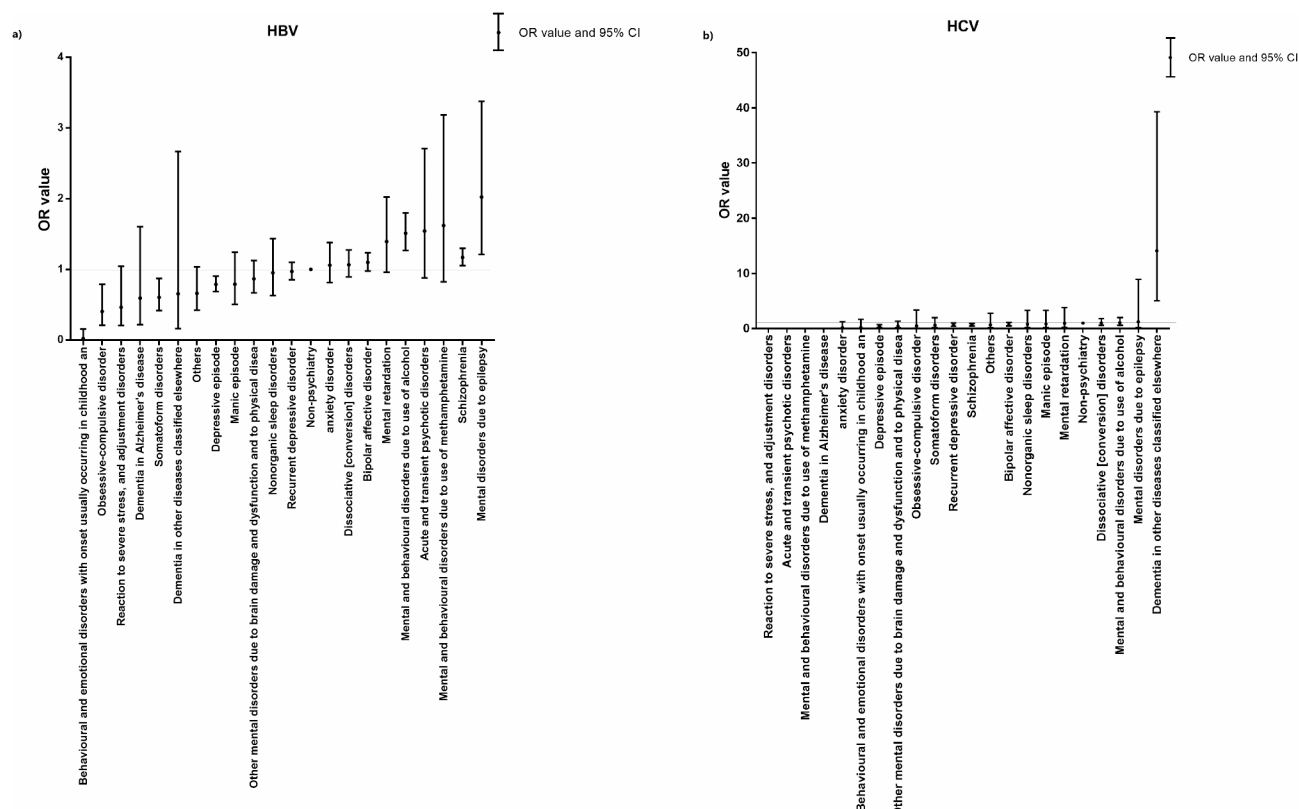 a)
HBV
OR value and 95% CI
OR value
4
3
2
1
0
Behavioural and emotional disorders with onset usually occurring in childhood an
Obsessive-compulsive disorder
Reaction to severe stress, and adjustment disorders
Dementia in Alzheimer's disease
Somatoform disorders
Dementia in other diseases classified elsewhere
Others
Depressive episode
Manic episode
Other mental disorders due to brain damage and dysfunction and to physical disea
Nonorganic sleep disorders
Recurrent depressive disorder
Non-psychiatry
anxiety disorder
Dissociative [conversion] disorders
Bipolar affective disorder
Mental retardation
Mental and behavioural disorders due to use of alcohol
Acute and transient psychotic disorders
Mental and behavioural disorders due to use of methamphetamine
Schizophrenia
Mental disorders due to epilepsy
b)
HCV
OR value and 95% CI
OR value
50
40
30
20
10
0
Reaction to severe stress, and adjustment disorders
Acute and transient psychotic disorders
Mental and behavioural disorders due to use of methamphetamine
Dementia in Alzheimer's disease
anxiety disorder
Behavioural and emotional disorders with onset usually occurring in childhood an
Depressive episode
Other mental disorders due to brain damage and dysfunction and to physical disea
Obsessive-compulsive disorder
Somatoform disorders
Recurrent depressive disorder
Schizophrenia
Others
Bipolar affective disorder
Nonorganic sleep disorders
Manic episode
Mental retardation
Non-psychiatry
Dissociative [conversion] disorders
Mental and behavioural disorders due to use of alcohol
Mental disorders due to epilepsy
Dementia in other diseases classified elsewhere